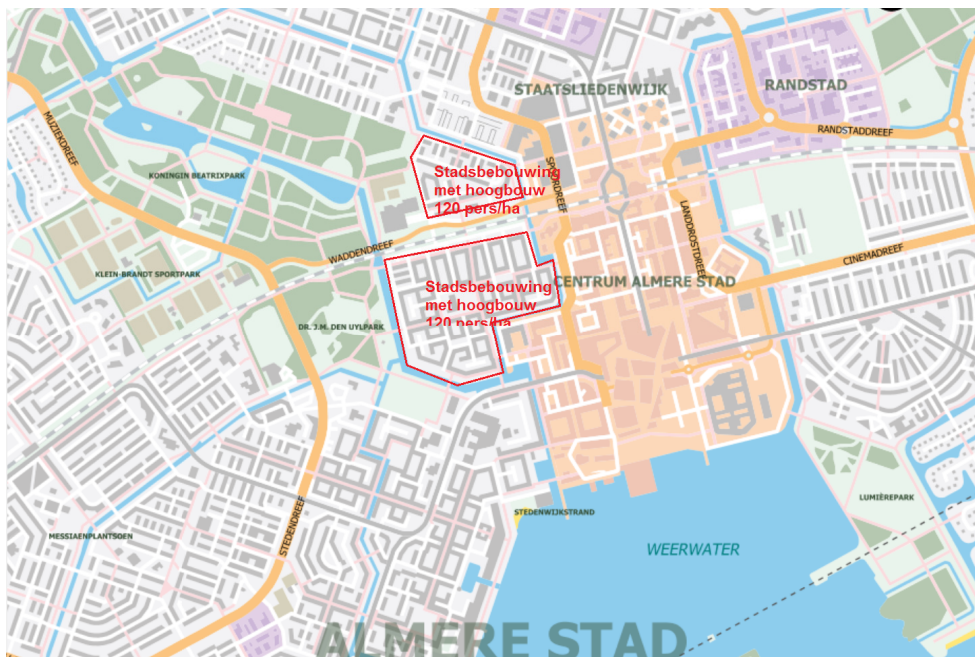 STAATSLIEDENWIJK
RANDSTAD
MUZIEKDREEF
RANDSTADDREEF
KONINGIN BEATRIXPARK
Stadsbebouwing
met hoogbouw
120 pers/ha
SPOORDREEF
LANDDROSTDREEF
WADDENDREEF
CINEMADREEF
KLEIN-BRANDT SPORTPARK
CENTRUM ALMERE STAD
Stadsbebouwing
met hoogbouw
120 pers/ha
DR. J.M. DEN UYLPARK
LUMIÈREPARK
STEDENWIJKSTRAND
STEDENDREEF
MESSIAENPLANTSOEN
WEERWATER
ALMERE STAD